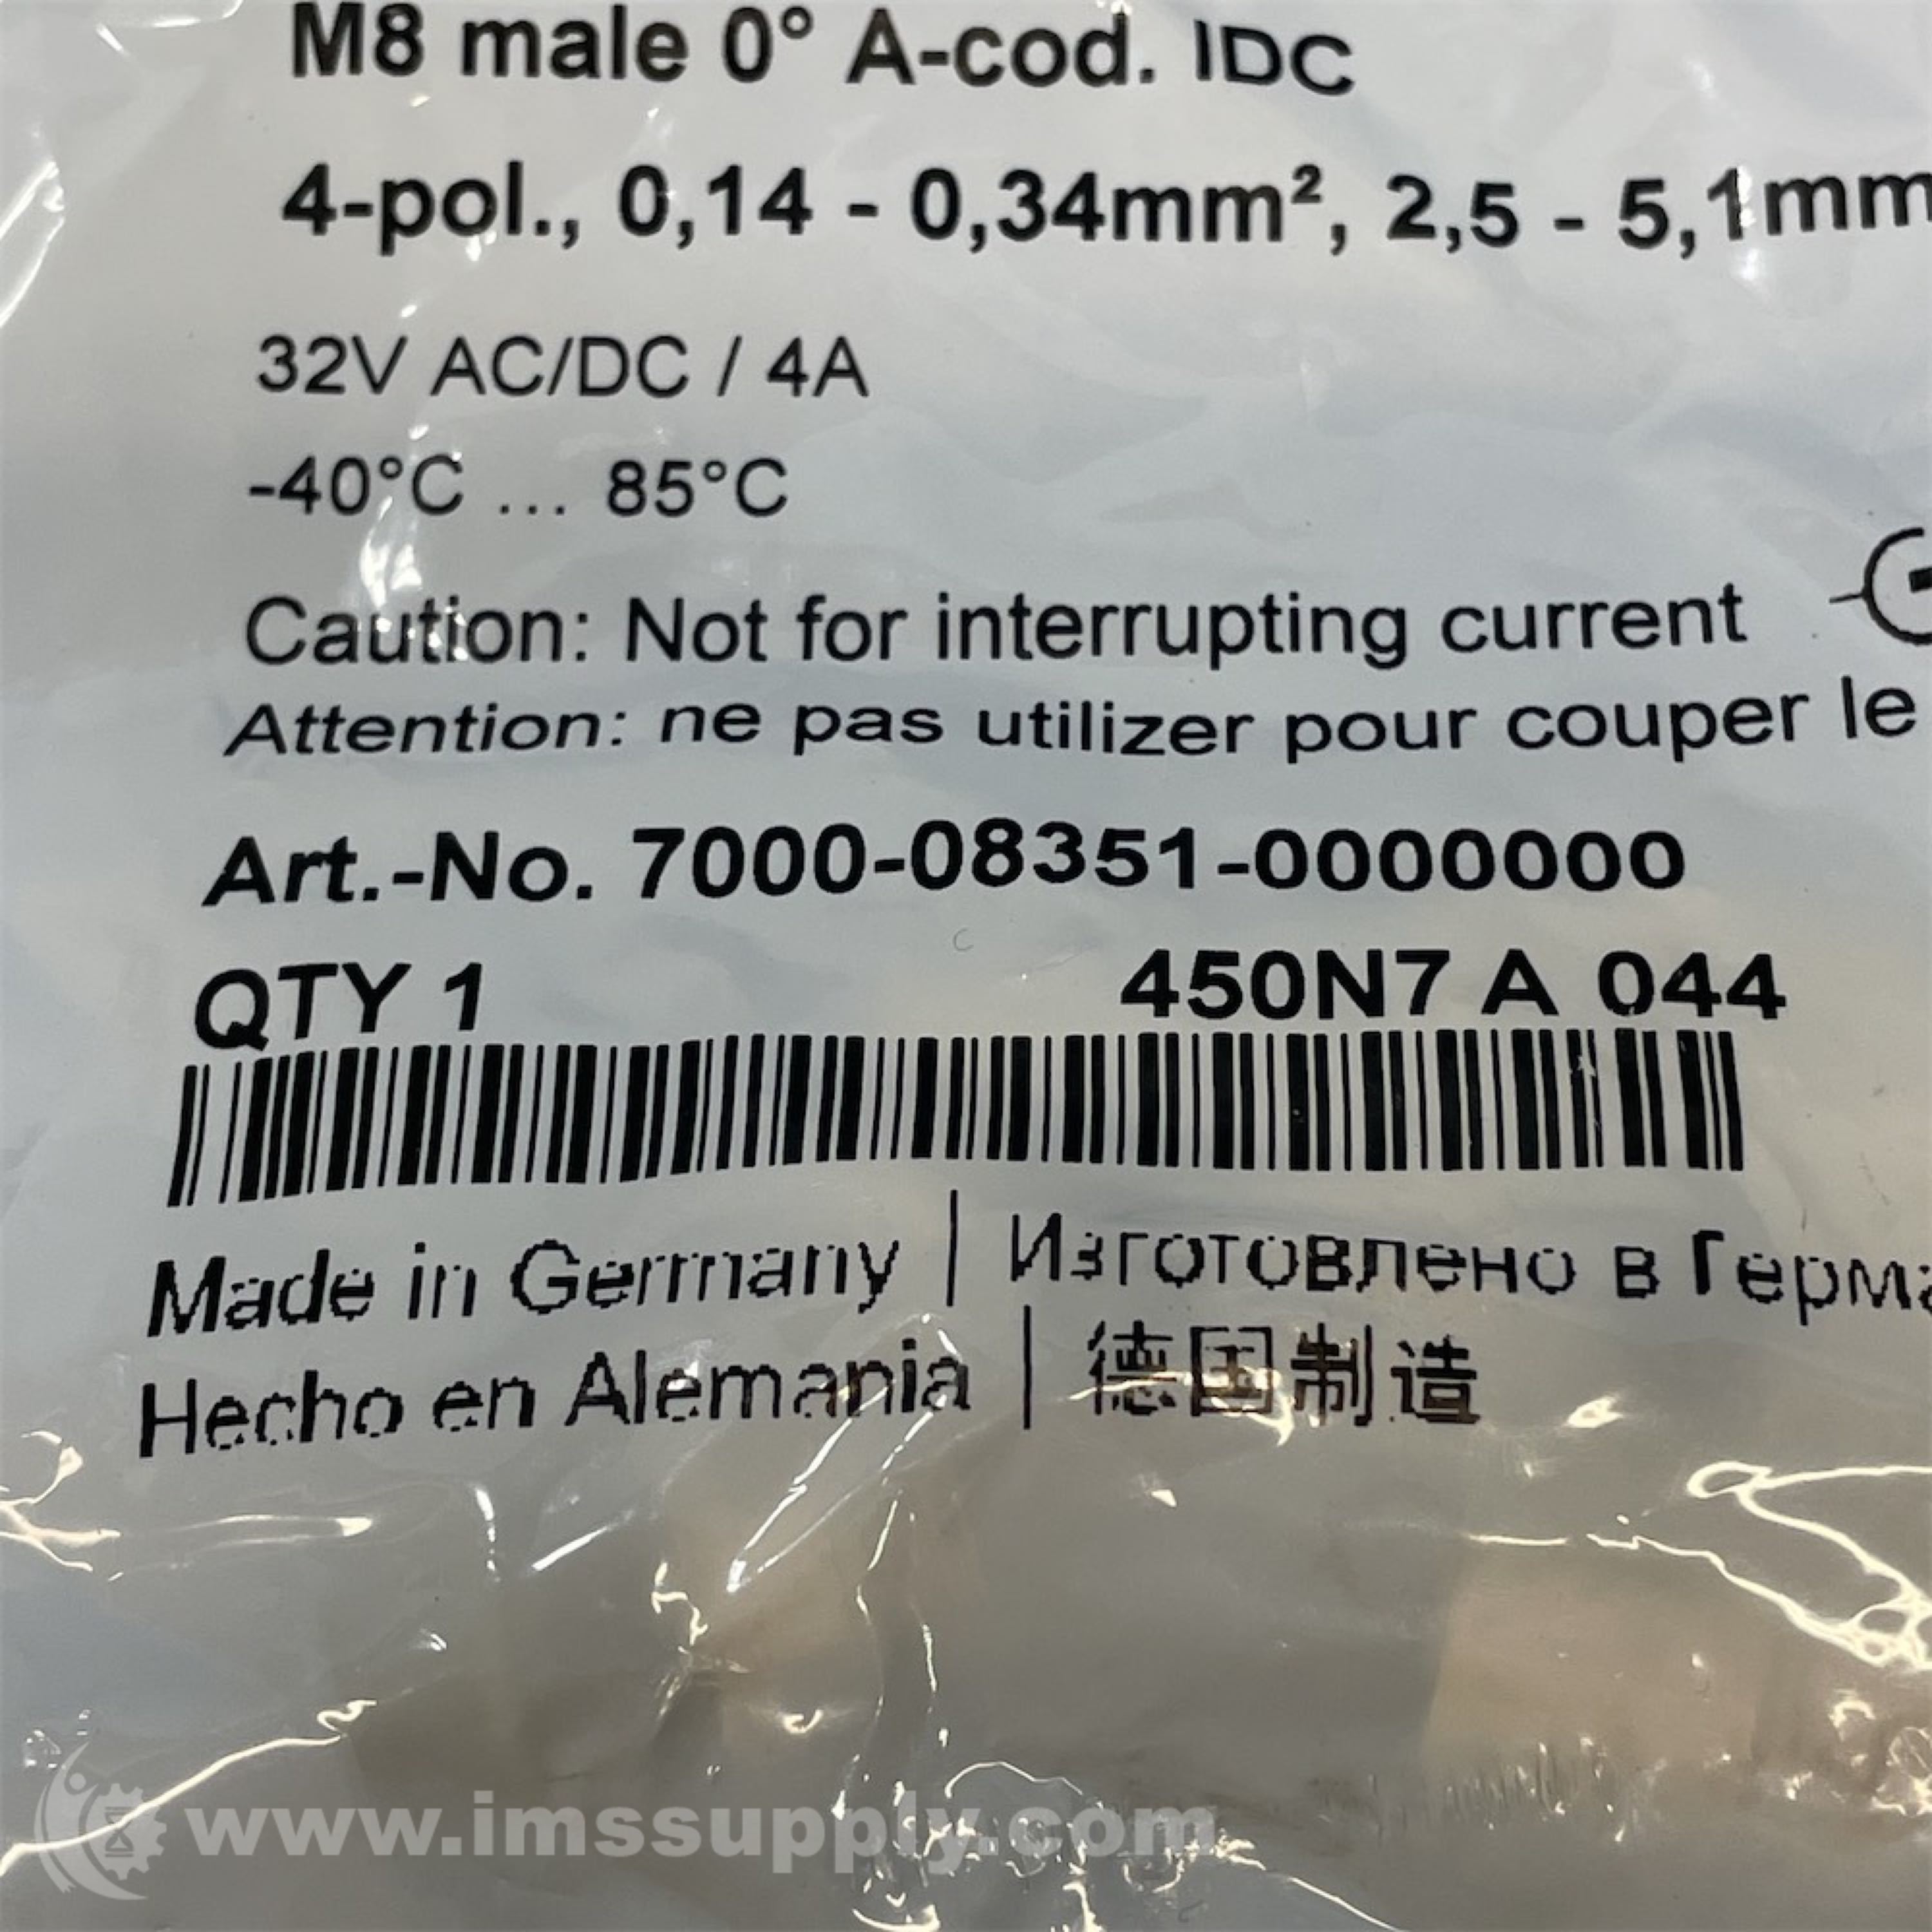 M8 male 0° A-cod. IDC
4-pol., 0,14 - 0,34mm², 2,5 - 5,1mm
32V AC/DC / 4A
-40°C ... 85°C
Caution: Not for interrupting current
Attention: ne pas utilizer pour couper le
Art.-No. 7000-08351-0000000
QTY 1 450N7 A 044
Made in Germany | Изготовлено в Герма
Hecho en Alemania | 德国制造
www.imssupply.com